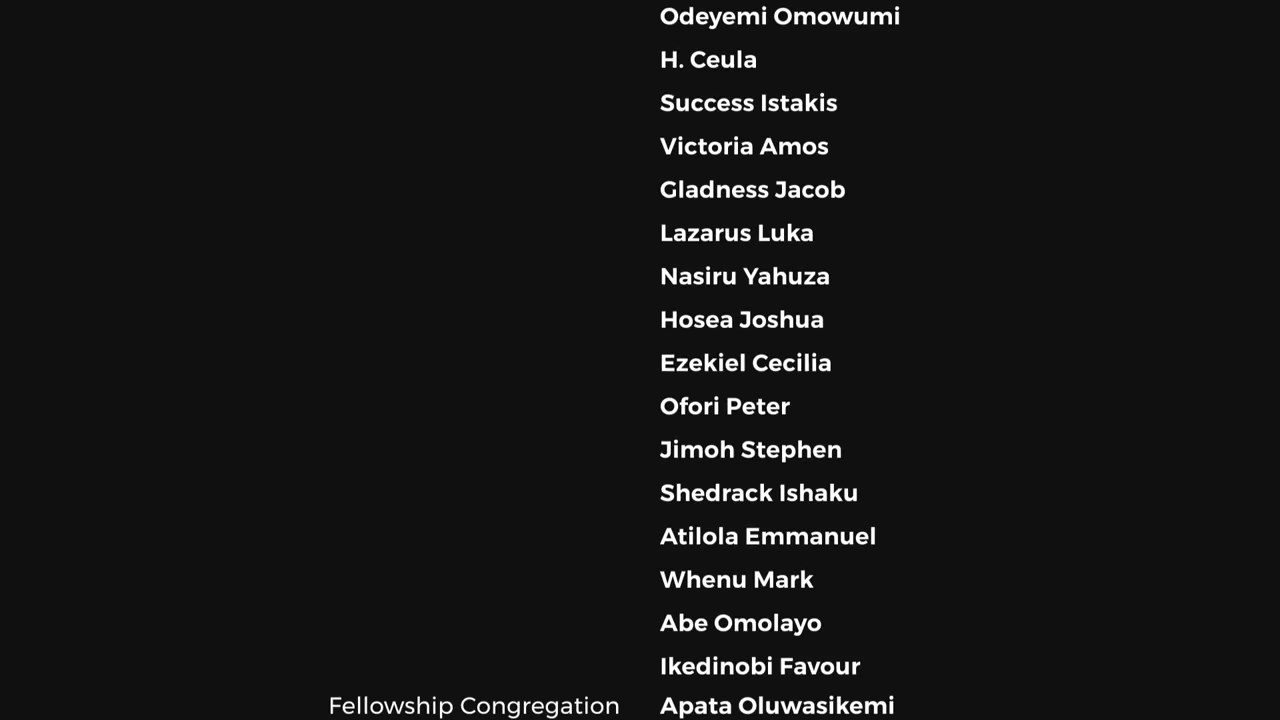 Odeyemi Omowumi
H. Ceula
Success Istakis
Victoria Amos
Gladness Jacob
Lazarus Luka
Nasiru Yahuza
Hosea Joshua
Ezekiel Cecilia
Ofori Peter
Jimoh Stephen
Shedrack Ishaku
Atilola Emmanuel
Whenu Mark
Abe Omolayo
Ikedinobi Favour
Fellowship Congregation Apata Oluwasikemi